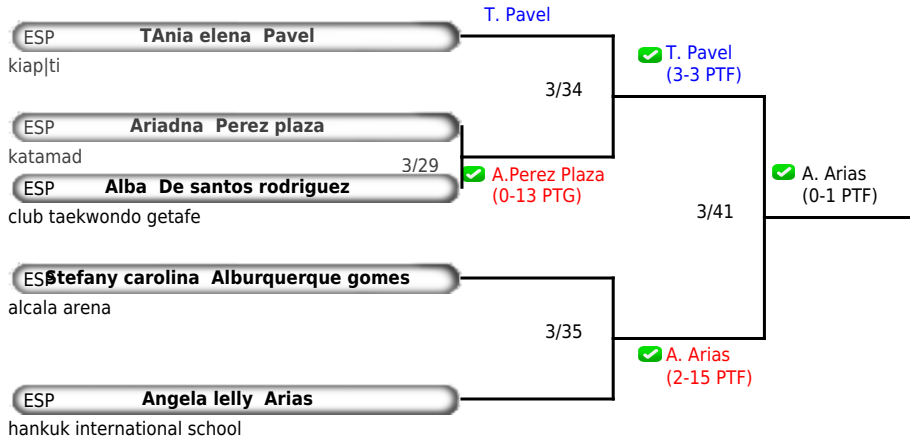 T. Pavel
ESP TAnia elena Pavel
kiap|ti
T. Pavel
(3-3 PTF)
3/34
ESP Ariadna Perez plaza
katamad
3/29
A.Perez Plaza
(0-13 PTG)
ESP Alba De santos rodriguez
club taekwondo getafe
A. Arias
(0-1 PTF)
3/41
ESP Stefany carolina Alburquerque gomes
alcala arena
3/35
A. Arias
(2-15 PTF)
ESP Angela lelly Arias
hankuk international school